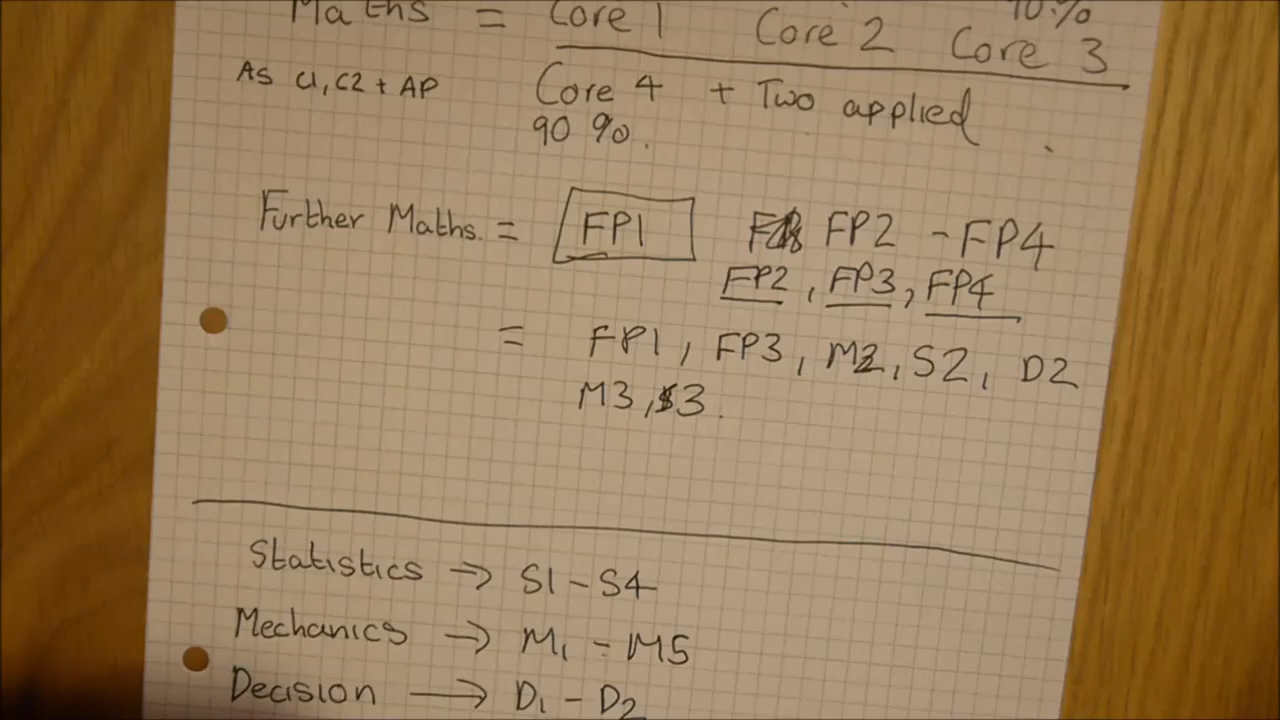 Maths = Core 1 Core 2 Core 3
90%
As C1, C2 + AP Core 4 + Two applied
90 %.
Further Maths. = FP1 FP2 - FP4
FP2, FP3, FP4
= FP1, FP3, M2, S2, D2
M3, S3.
Statistics → S1 - S4
Mechanics → M1 - M5
Decision → D1 - D2